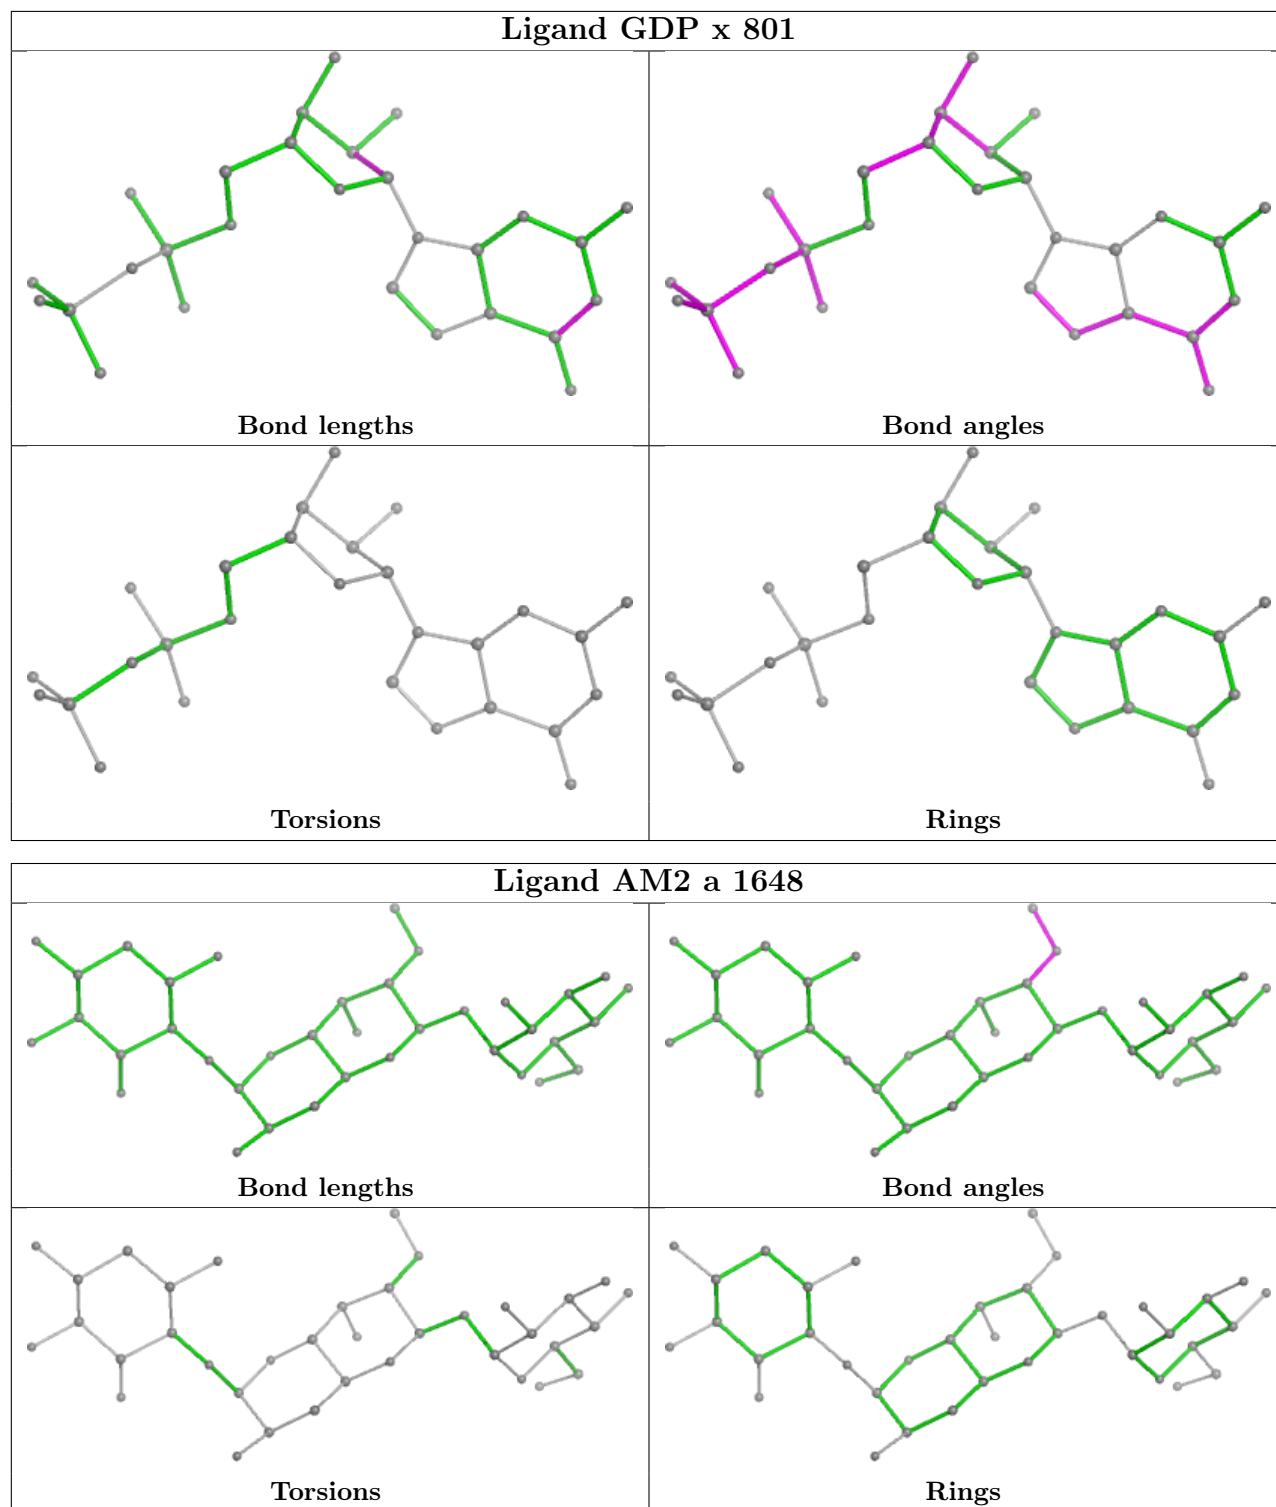 Ligand GDP x 801
Bond lengths
Bond angles
Torsions
Rings
Ligand AM2 a 1648
Bond lengths
Bond angles
Torsions
Rings